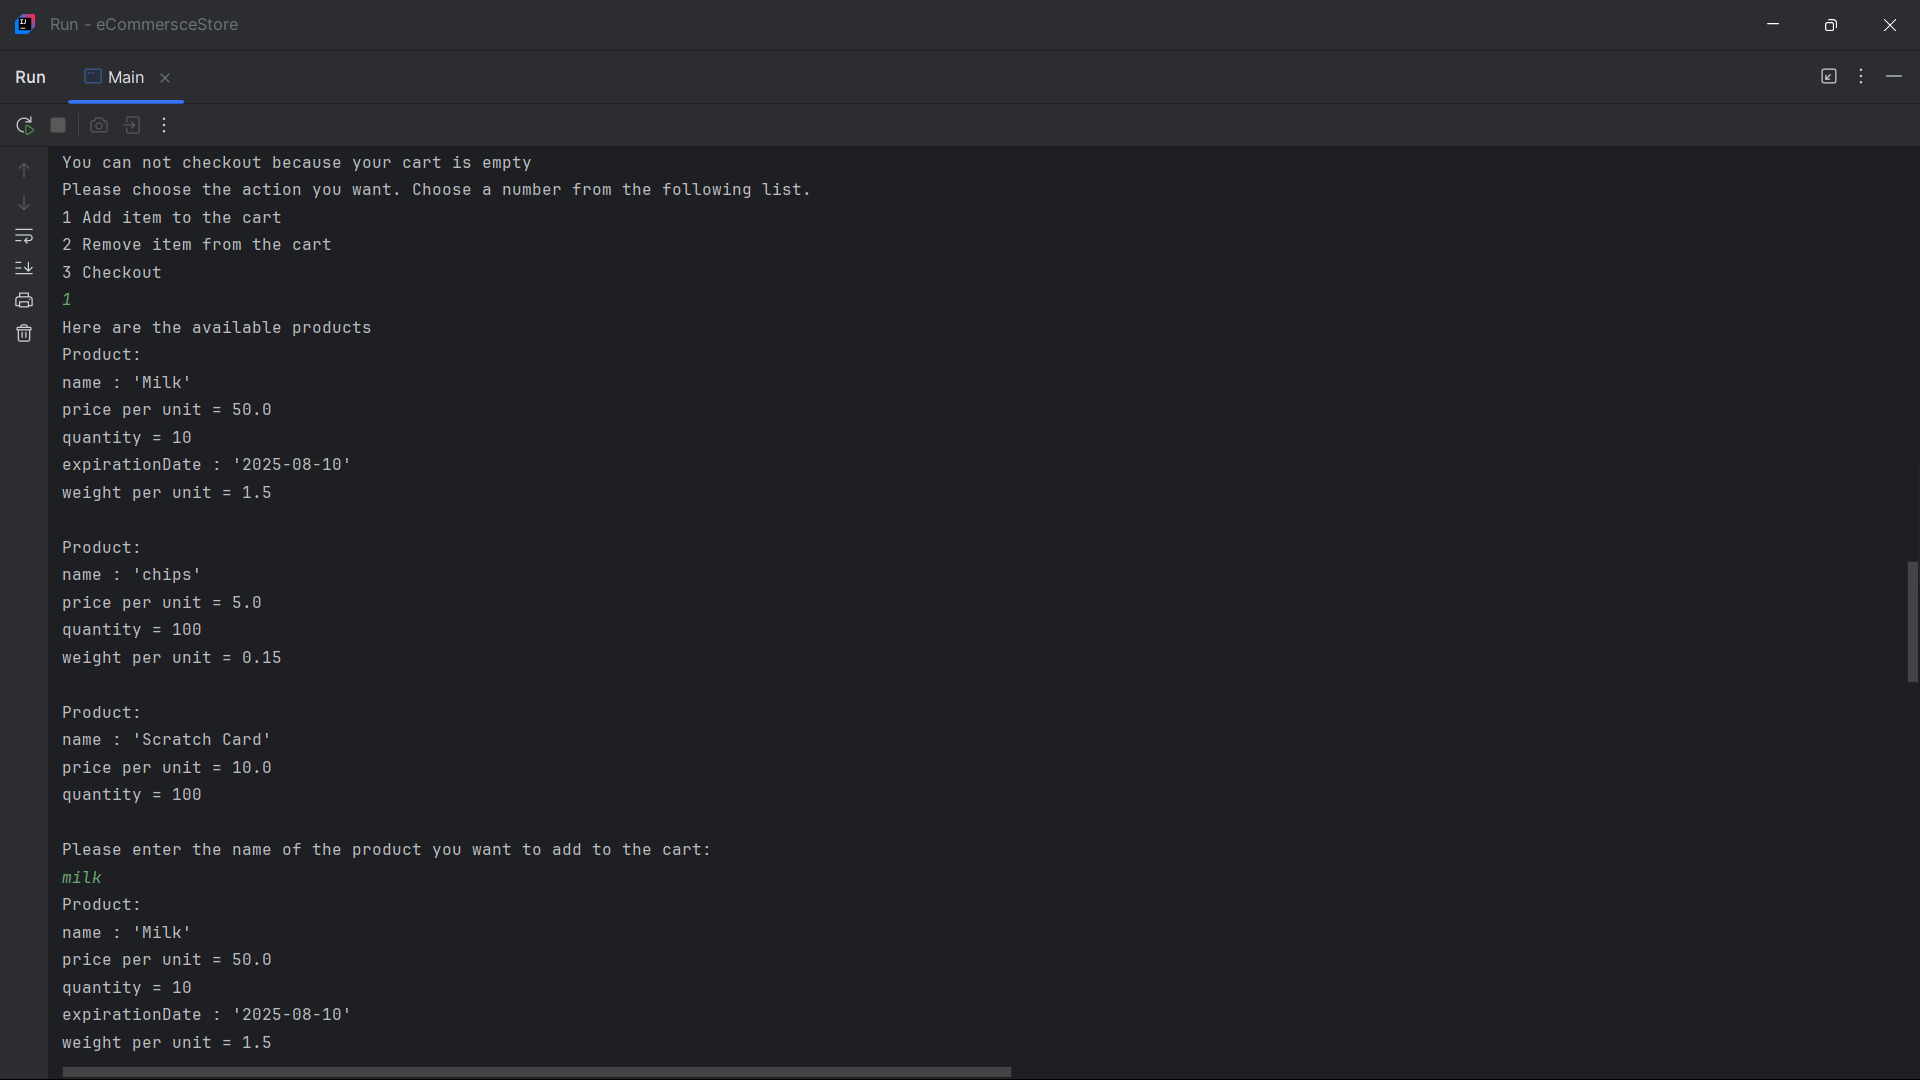 Run - eCommersceStore
Run
Main
You can not checkout because your cart is empty
Please choose the action you want. Choose a number from the following list.
1 Add item to the cart
2 Remove item from the cart
3 Checkout
1
Here are the available products
Product:
name : 'Milk'
price per unit = 50.0
quantity = 10
expirationDate : '2025-08-10'
weight per unit = 1.5
Product:
name : 'chips'
price per unit = 5.0
quantity = 100
weight per unit = 0.15
Product:
name : 'Scratch Card'
price per unit = 10.0
quantity = 100
Please enter the name of the product you want to add to the cart:
milk
Product:
name : 'Milk'
price per unit = 50.0
quantity = 10
expirationDate : '2025-08-10'
weight per unit = 1.5